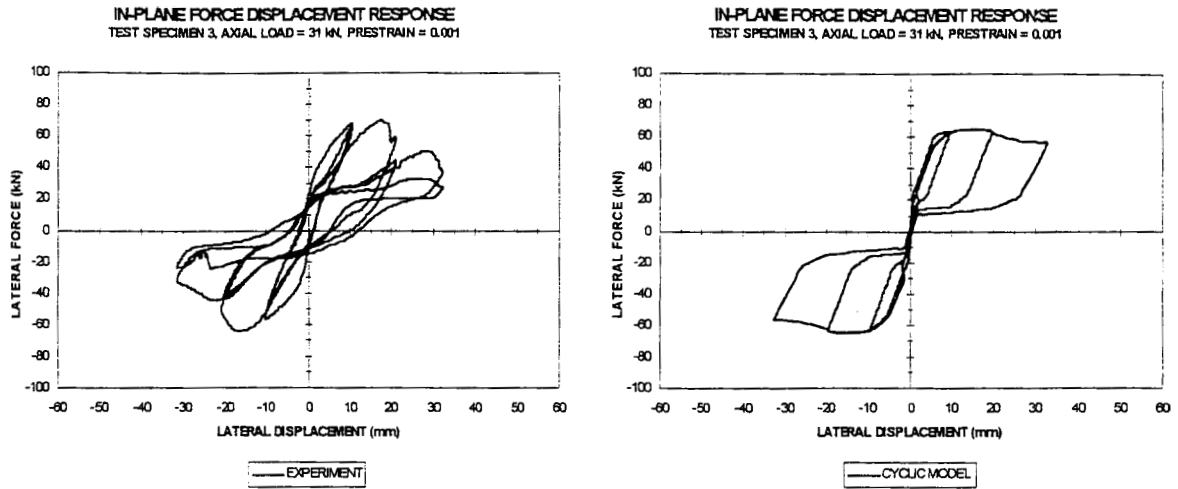 IN-PLANE FORCE DISPLACEMENT RESPONSE
TEST SPECIMEN 3, AXIAL LOAD = 31 kN, PRESTRAIN = 0.001
100
80
60
40
20
0
-20
-40
-60
-80
-100
LATERAL FORCE (kN)
-60 -50 -40 -30 -20 -10 0 10 20 30 40 50 60
LATERAL DISPLACEMENT (mm)
EXPERIMENT
IN-PLANE FORCE DISPLACEMENT RESPONSE
TEST SPECIMEN 3, AXIAL LOAD = 31 kN, PRESTRAIN = 0.001
100
80
60
40
20
0
-20
-40
-60
-80
-100
LATERAL FORCE (kN)
-60 -50 -40 -30 -20 -10 0 10 20 30 40 50 60
LATERAL DISPLACEMENT (mm)
CYCLIC MODEL